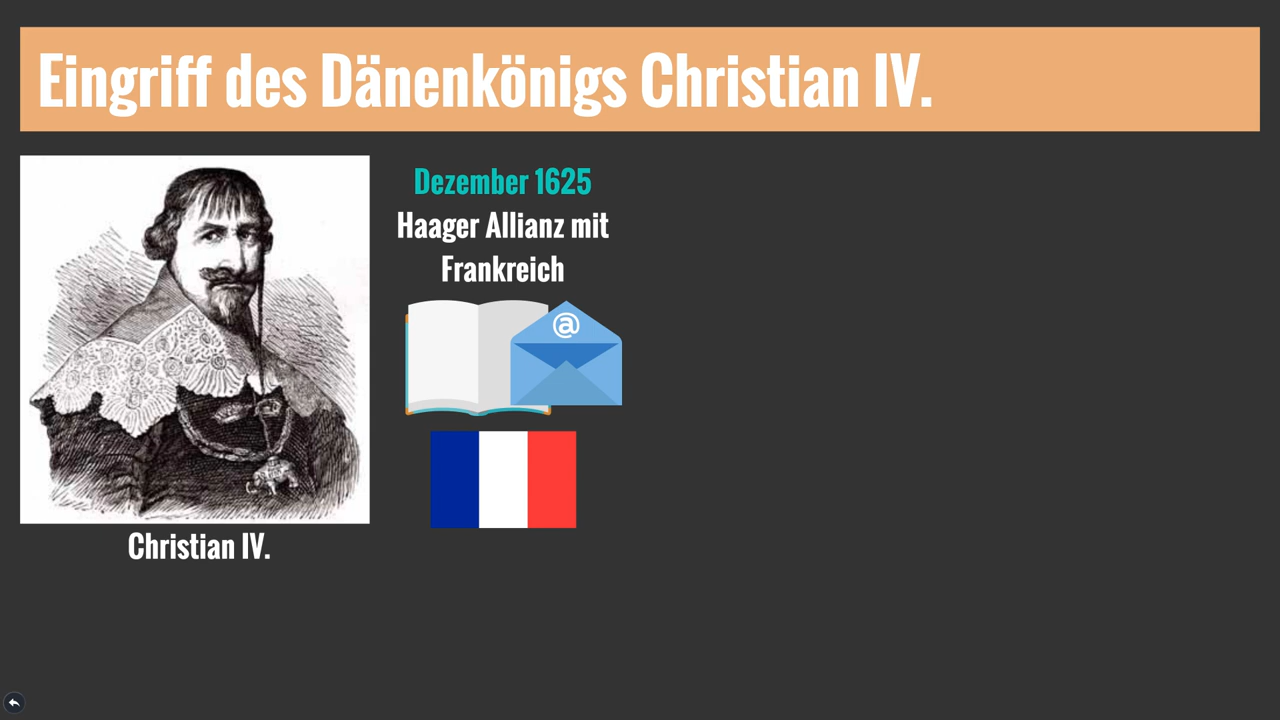 Eingriff des Dänenkönigs Christian IV.
Dezember 1625
Haager Allianz mit
Frankreich
@
Christian IV.